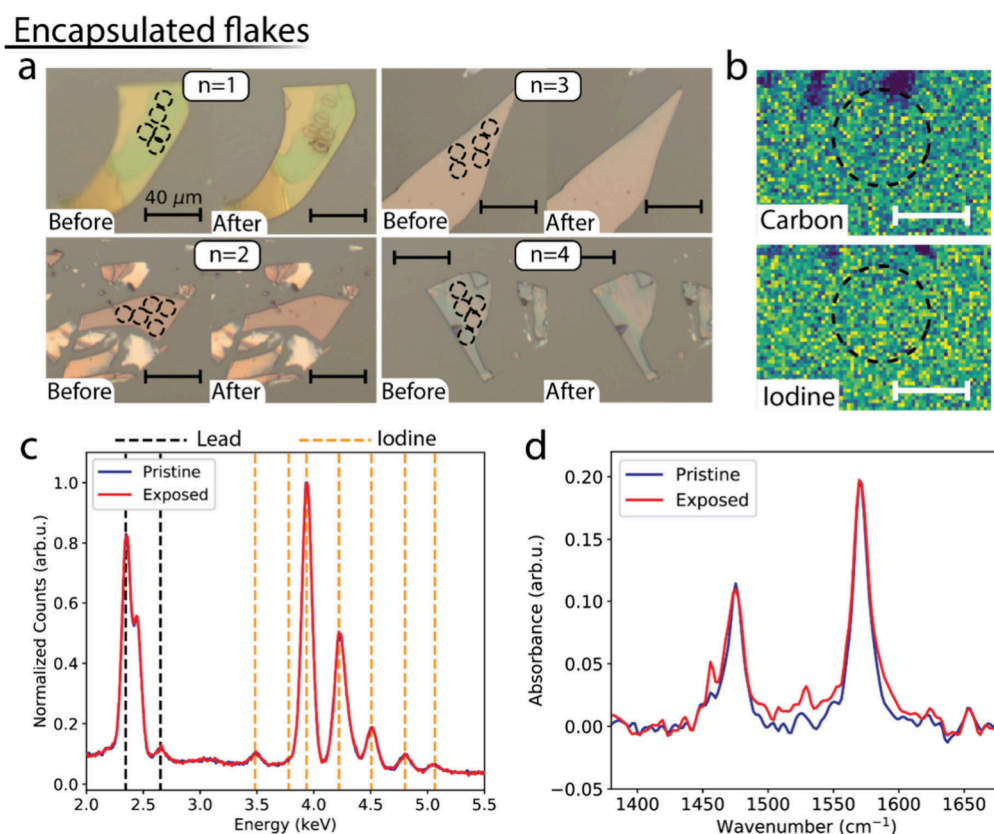 Encapsulated flakes
a
n=1
n=3
40 µm
Before
After
Before
After
n=2
n=4
Before
After
Before
After
b
Carbon
Iodine
c
Lead
Iodine
Pristine
Exposed
Normalized Counts (arb.u.)
1.0
0.8
0.6
0.4
0.2
0.0
2.0 2.5 3.0 3.5 4.0 4.5 5.0 5.5
Energy (keV)
d
Pristine
Exposed
Absorbance (arb.u.)
0.20
0.15
0.10
0.05
0.00
−0.05
1400 1450 1500 1550 1600 1650
Wavenumber (cm⁻¹)